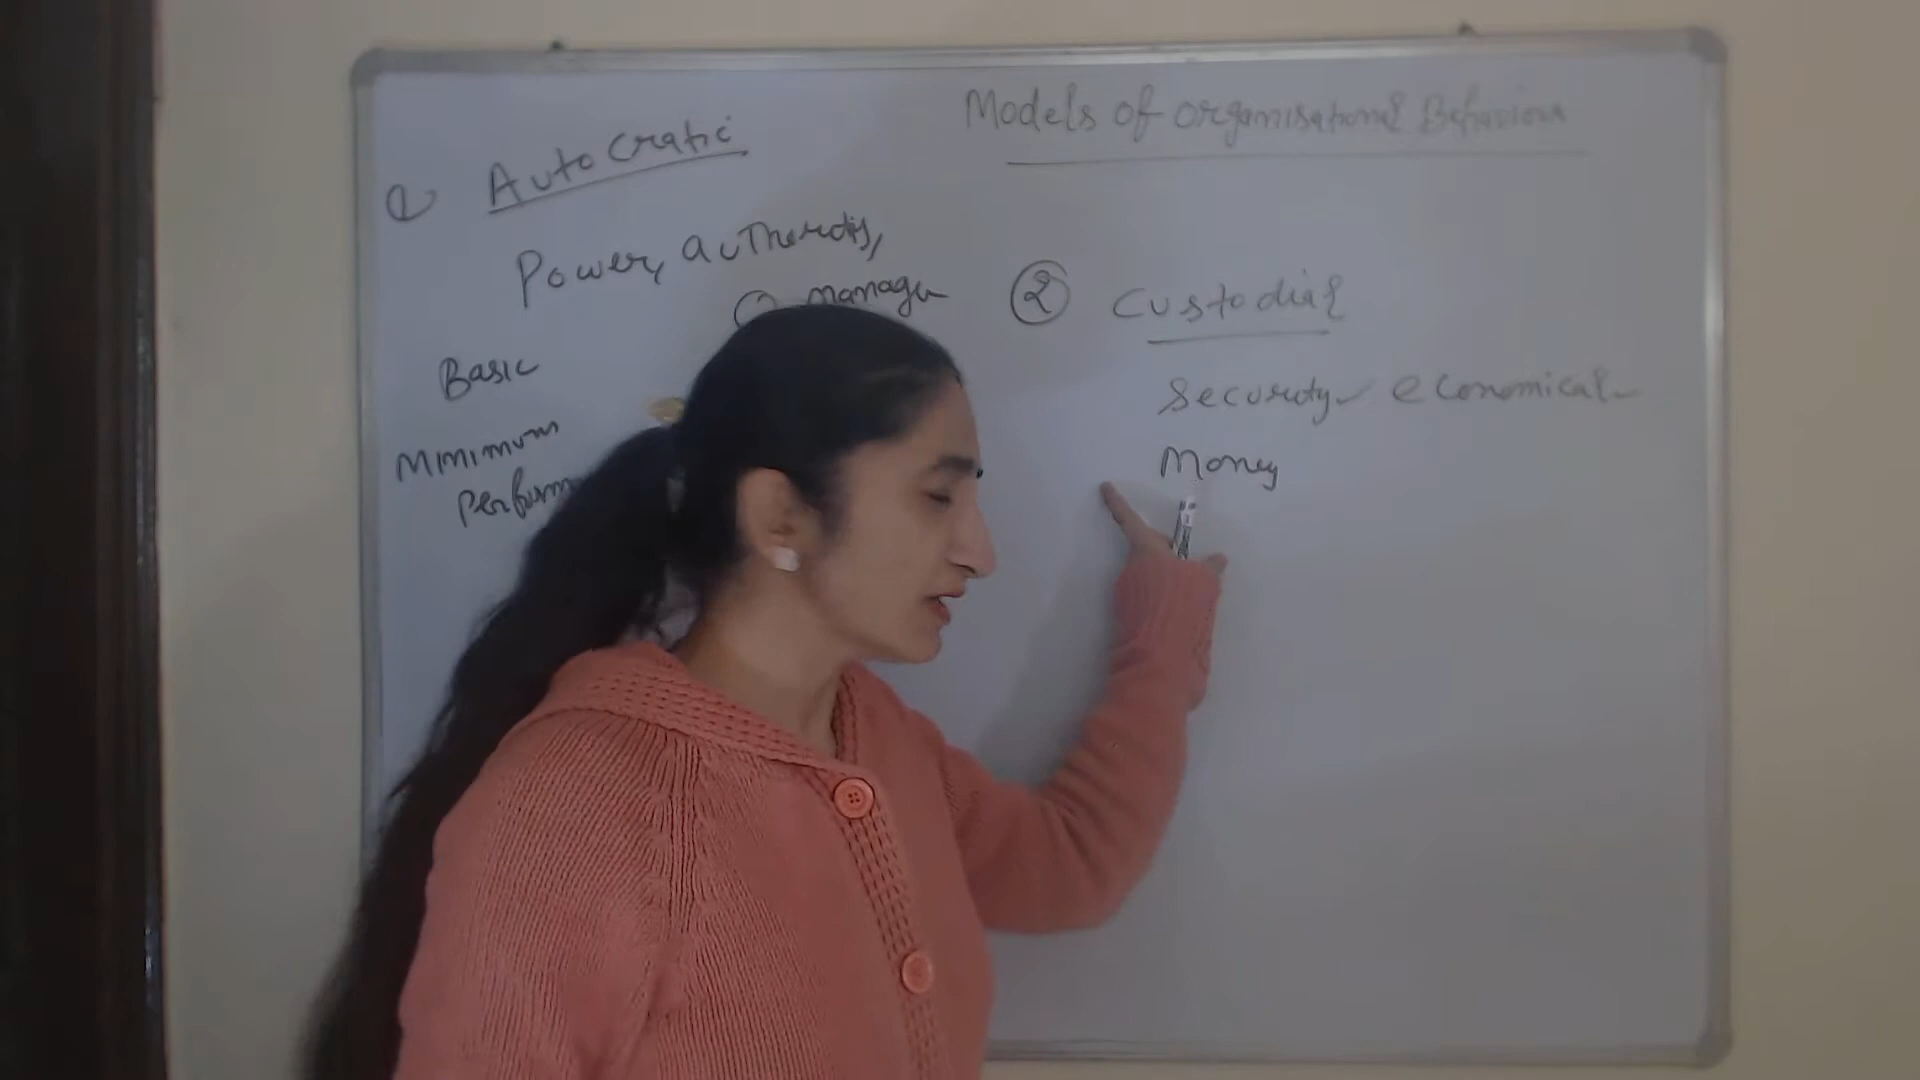 Models of Organisational Behaviour
1 Autocratic
Power, authority,
manager
Basic
Minimum
Perform
2 Custodial
Security economical
Money